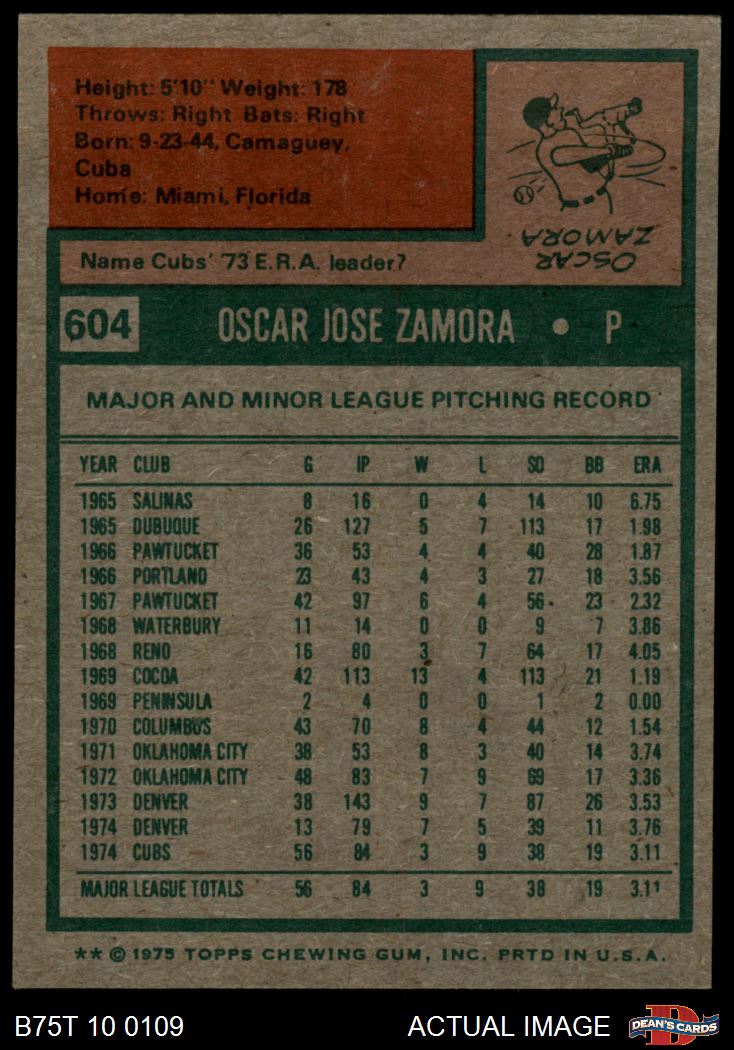 Height: 5'10" Weight: 178
Throws: Right Bats: Right
Born: 9-23-44, Camaguey,
Cuba
Home: Miami, Florida
Name Cubs' '73 E.R.A. leader?
OSCAR
ZAMORA
604 OSCAR JOSE ZAMORA • P
MAJOR AND MINOR LEAGUE PITCHING RECORD
YEAR CLUB G IP W L SO BB ERA
1965 SALINAS 8 16 0 4 14 10 6.75
1965 DUBUQUE 26 127 5 7 113 17 1.98
1966 PAWTUCKET 36 53 4 4 40 28 1.87
1966 PORTLAND 23 43 4 3 27 18 3.56
1967 PAWTUCKET 42 97 6 4 56 23 2.32
1968 WATERBURY 11 14 0 0 9 7 3.86
1968 RENO 16 80 3 7 64 17 4.05
1969 COCOA 42 113 13 4 113 21 1.19
1969 PENINSULA 2 4 0 0 1 2 0.00
1970 COLUMBUS 43 70 8 4 44 12 1.54
1971 OKLAHOMA CITY 38 53 8 3 40 14 3.74
1972 OKLAHOMA CITY 48 83 7 9 69 17 3.36
1973 DENVER 38 143 9 7 87 26 3.53
1974 DENVER 13 79 7 5 39 11 3.76
1974 CUBS 56 84 3 9 38 19 3.11
MAJOR LEAGUE TOTALS 56 84 3 9 38 19 3.11
** © 1975 TOPPS CHEWING GUM, INC. PRTD IN U.S.A.
B75T 10 0109 ACTUAL IMAGE D DEAN'S CARDS